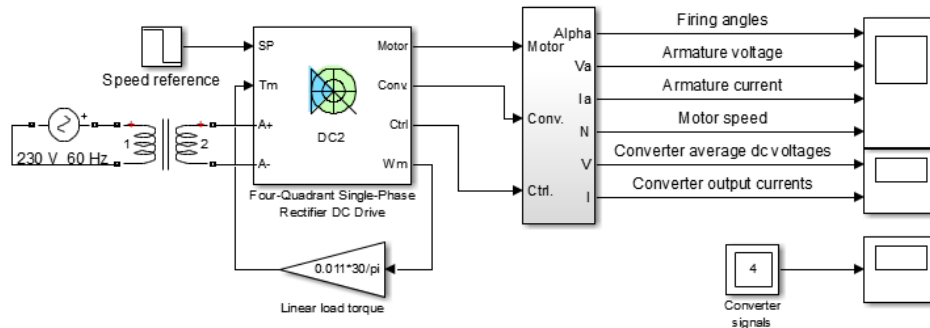 Speed reference
230 V 60 Hz
+
1
2
SP
Tm
A+
A-
Motor
Conv.
Ctrl
Wm
DC2
Four-Quadrant Single-Phase
Rectifier DC Drive
0.011*30/pi
Linear load torque
Motor
Conv.
Ctrl.
Alpha
Va
Ia
N
V
I
Firing angles
Armature voltage
Armature current
Motor speed
Converter average dc voltages
Converter output currents
4
Converter
signals